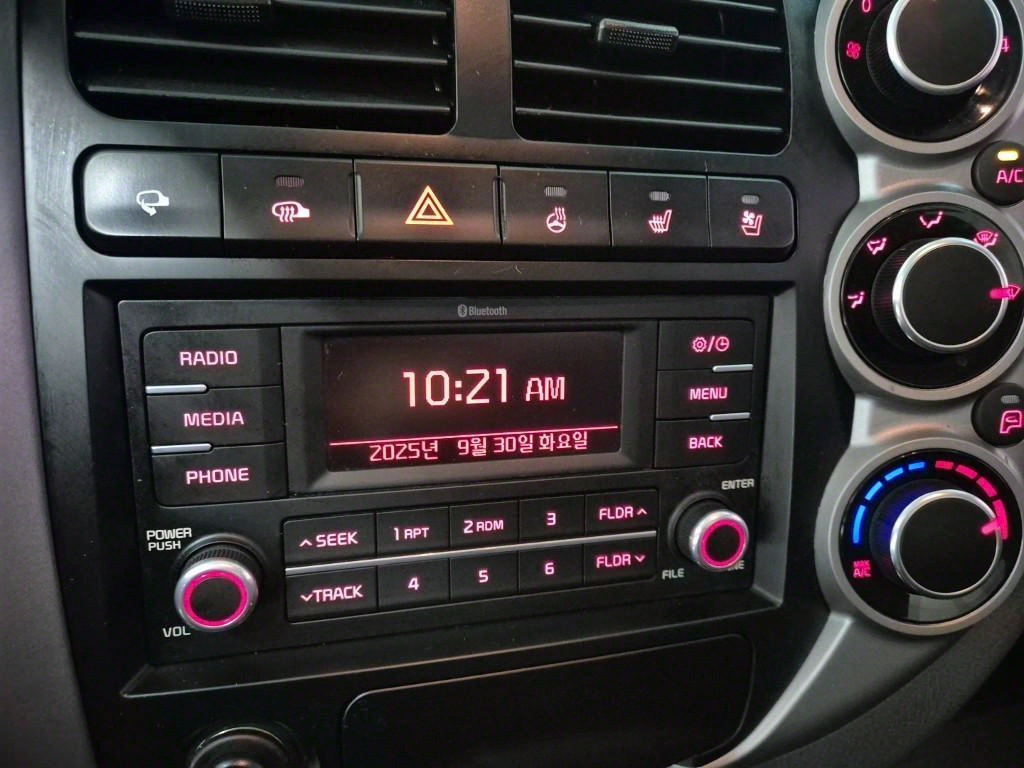 0
4
A/C
Bluetooth
RADIO
MEDIA
PHONE
10:21 AM
2025년 9월 30일 화요일
MENU
BACK
POWER
PUSH
VOL
∧ SEEK
1 RPT
2 RDM
3
FLDR ∧
∨TRACK
4
5
6
FLDR ∨
ENTER
FILE
MAX
A/C